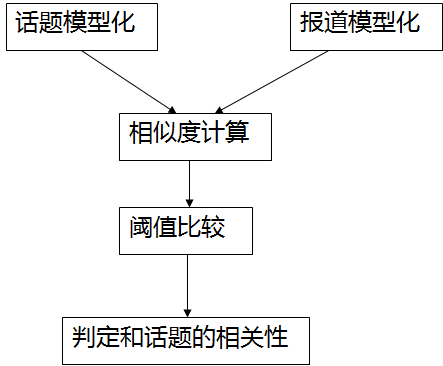 话题模型化
报道模型化
相似度计算
阈值比较
判定和话题的相关性